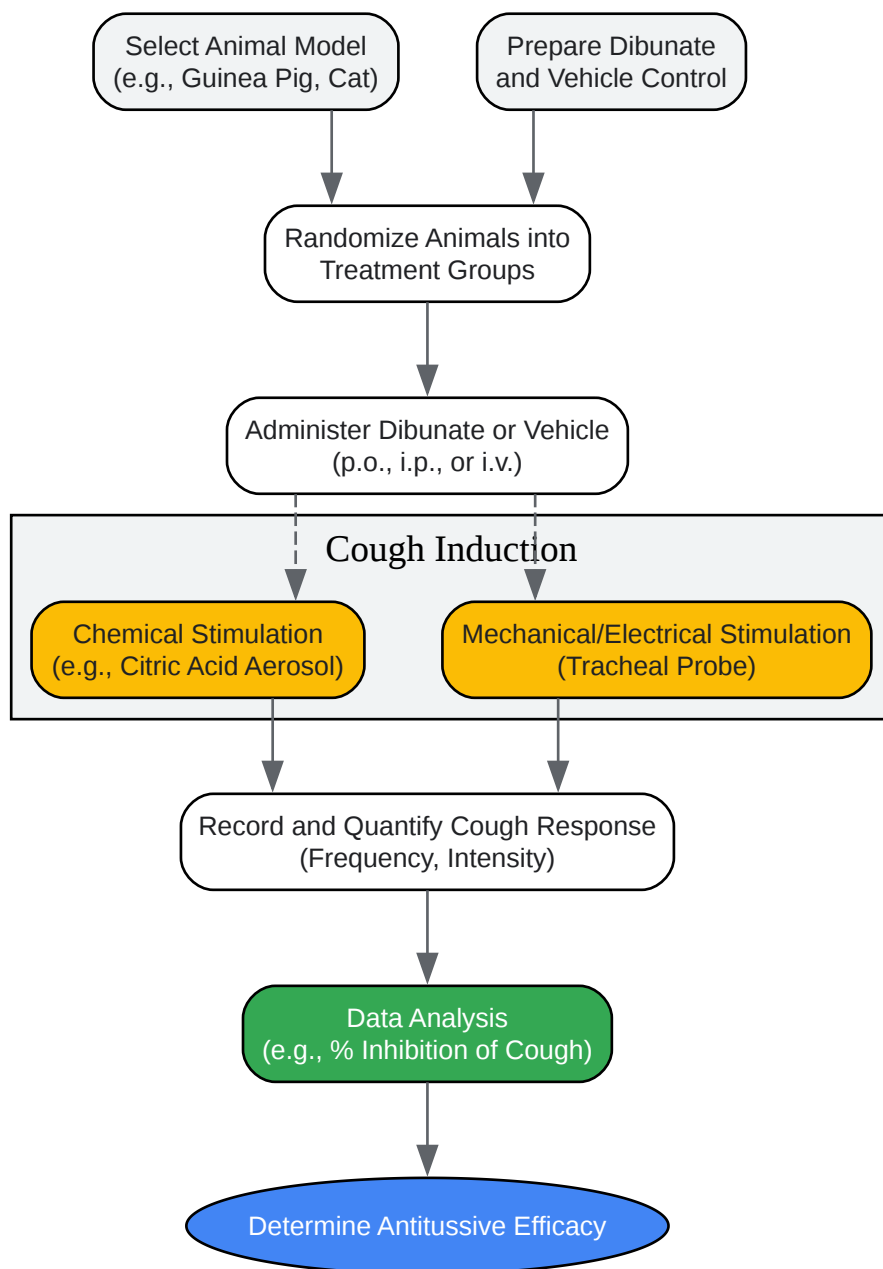 Select Animal Model
(e.g., Guinea Pig, Cat)
Prepare Dibunate
and Vehicle Control
Randomize Animals into
Treatment Groups
Administer Dibunate or Vehicle
(p.o., i.p., or i.v.)
Cough Induction
Chemical Stimulation
(e.g., Citric Acid Aerosol)
Mechanical/Electrical Stimulation
(Tracheal Probe)
Record and Quantify Cough Response
(Frequency, Intensity)
Data Analysis
(e.g., % Inhibition of Cough)
Determine Antitussive Efficacy